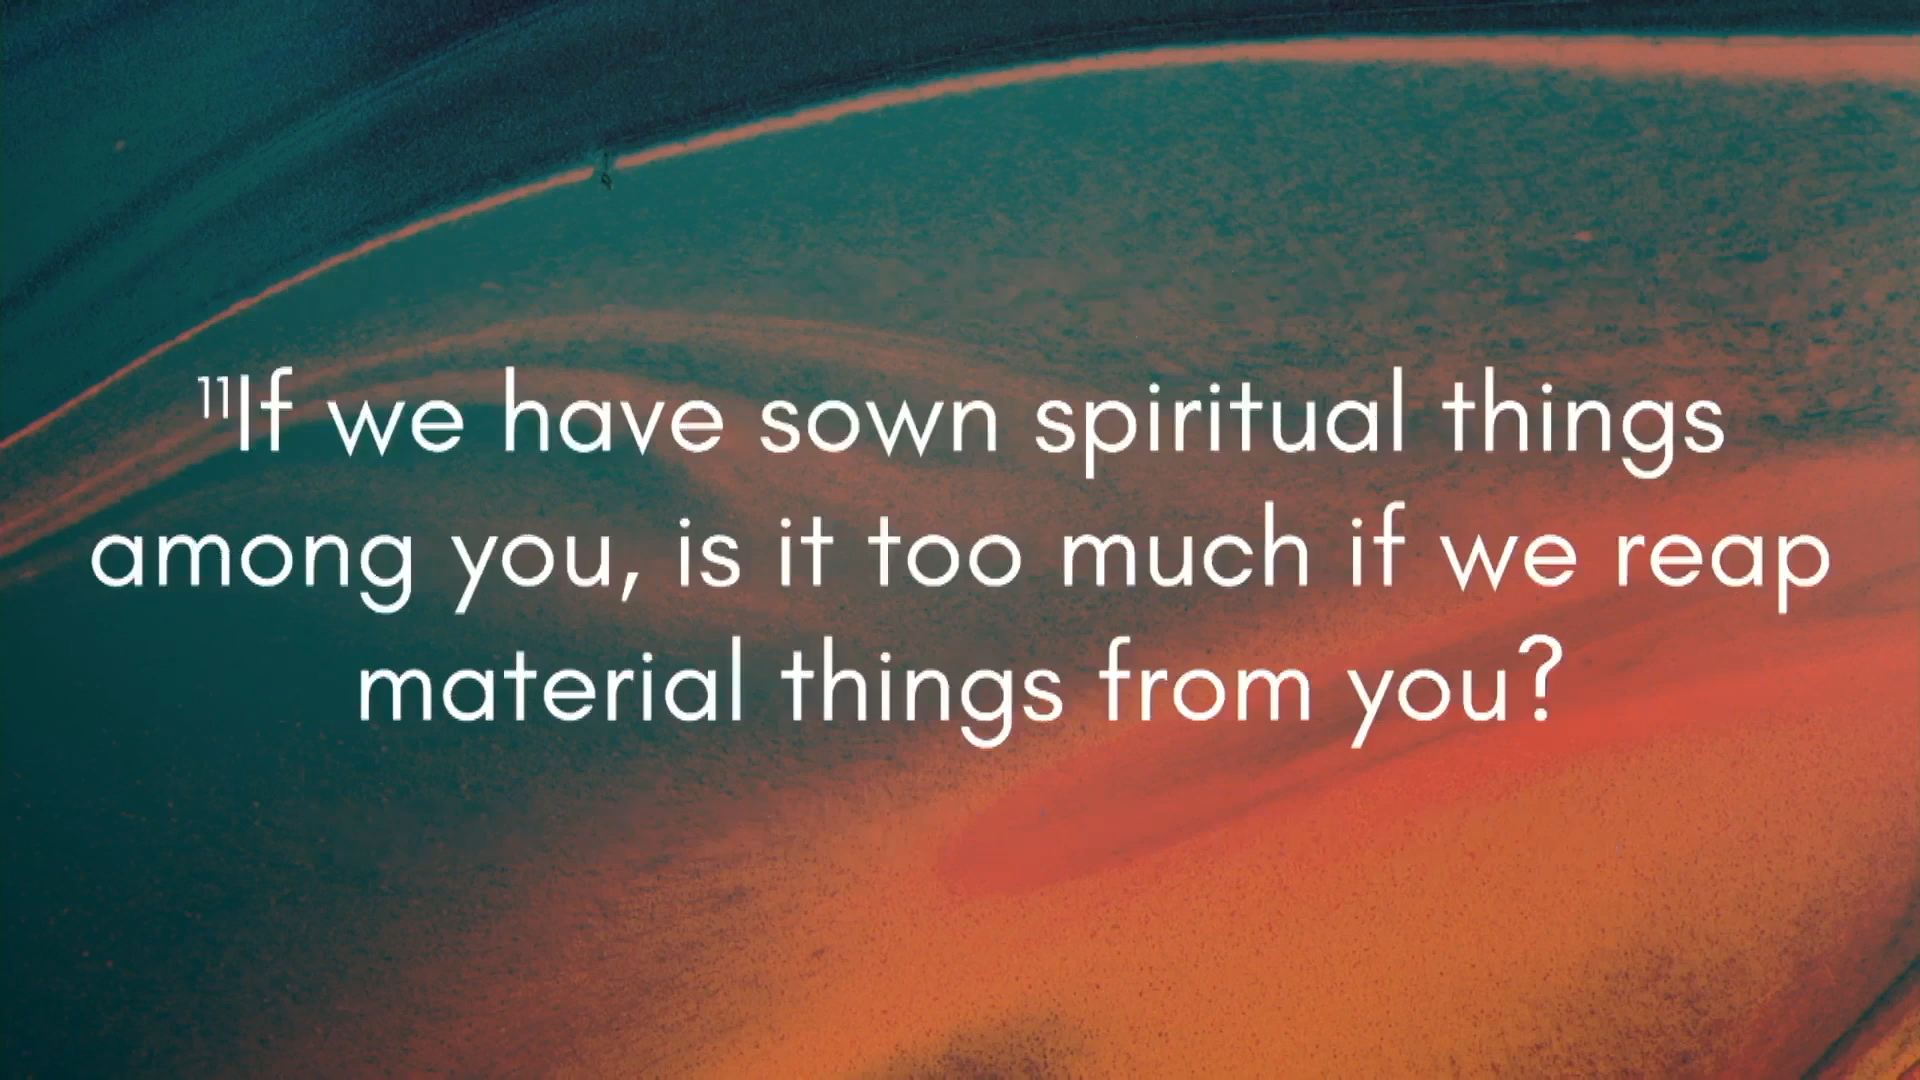 ¹¹If we have sown spiritual things
among you, is it too much if we reap
material things from you?